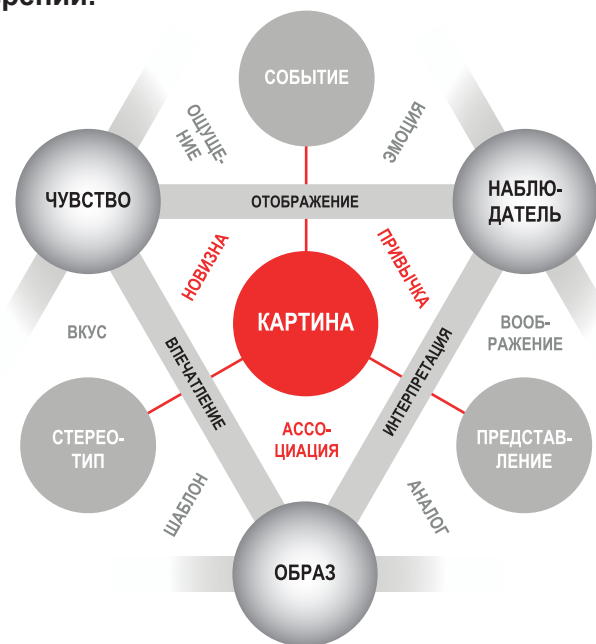 СОБЫТИЕ
ОЩУЩЕ-
НИЕ
ЭМОЦИЯ
ЧУВСТВО
ОТОБРАЖЕНИЕ
НАБЛЮ-
ДАТЕЛЬ
НОВИЗНА
ПРИВЫЧКА
КАРТИНА
ВКУС
ВПЕЧАТЛЕНИЕ
ИНТЕРПРЕТАЦИЯ
ВООБ-
РАЖЕНИЕ
СТЕРЕО-
ТИП
АССО-
ЦИАЦИЯ
ПРЕДСТАВ-
ЛЕНИЕ
ШАБЛОН
АНАЛОГ
ОБРАЗ